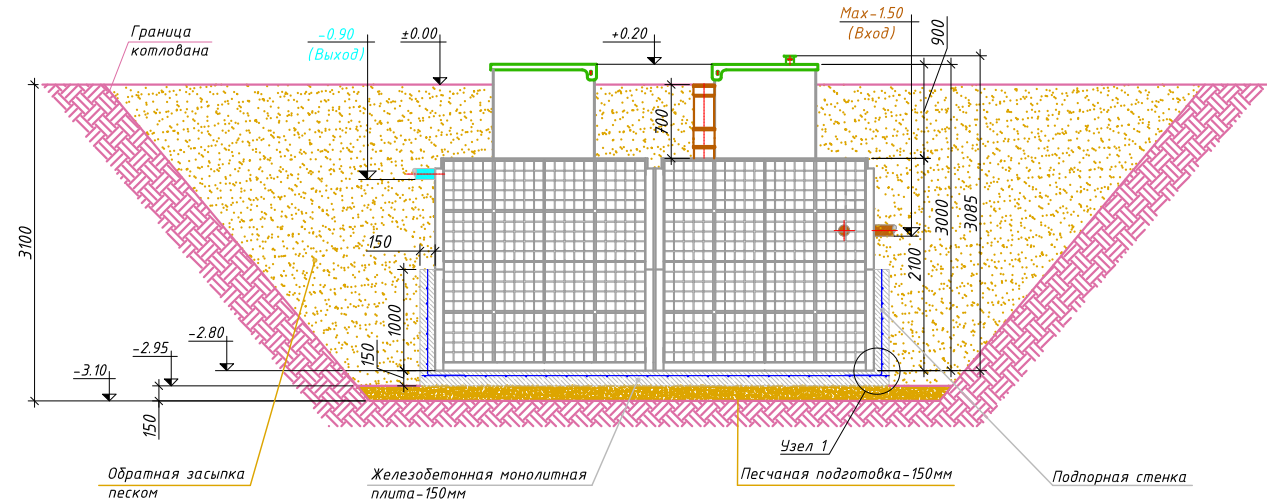 Граница
котлована
-0.90
(Выход)
±0.00
+0.20
Max-1.50
(Вход)
900
700
3100
150
2100
3000
3085
1000
150
-2.80
-2.95
-3.10
150
Узел 1
Обратная засыпка
песком
Железобетонная монолитная
плита-150мм
Песчаная подготовка-150мм
Подпорная стенка